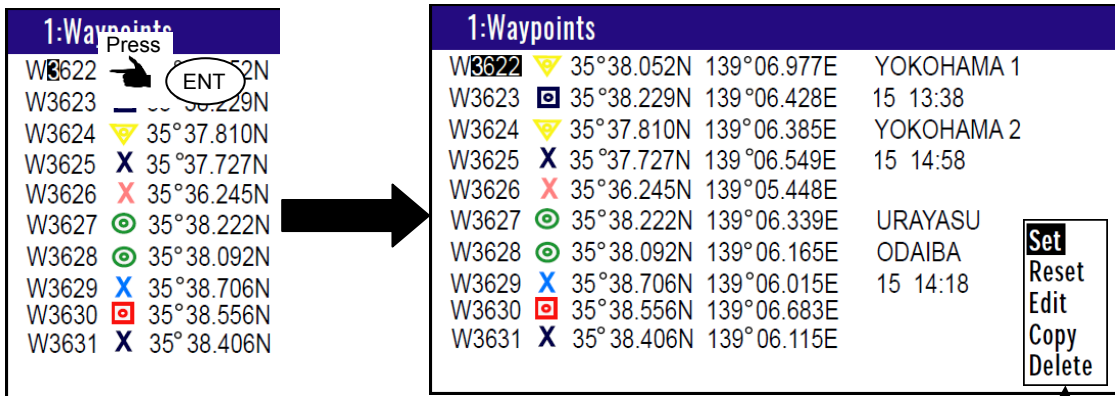 1:Waypoints
Press
ENT
W3622 52N
W3623 38.229N
W3624 35°37.810N
W3625 X 35°37.727N
W3626 X 35°36.245N
W3627 35°38.222N
W3628 35°38.092N
W3629 X 35°38.706N
W3630 35°38.556N
W3631 X 35°38.406N
1:Waypoints
W3622 35°38.052N 139°06.977E YOKOHAMA 1
W3623 35°38.229N 139°06.428E 15 13:38
W3624 35°37.810N 139°06.385E YOKOHAMA 2
W3625 X 35°37.727N 139°06.549E 15 14:58
W3626 X 35°36.245N 139°05.448E
W3627 35°38.222N 139°06.339E URAYASU
W3628 35°38.092N 139°06.165E ODAIBA
W3629 X 35°38.706N 139°06.015E 15 14:18
W3630 35°38.556N 139°06.683E
W3631 X 35°38.406N 139°06.115E
Set
Reset
Edit
Copy
Delete